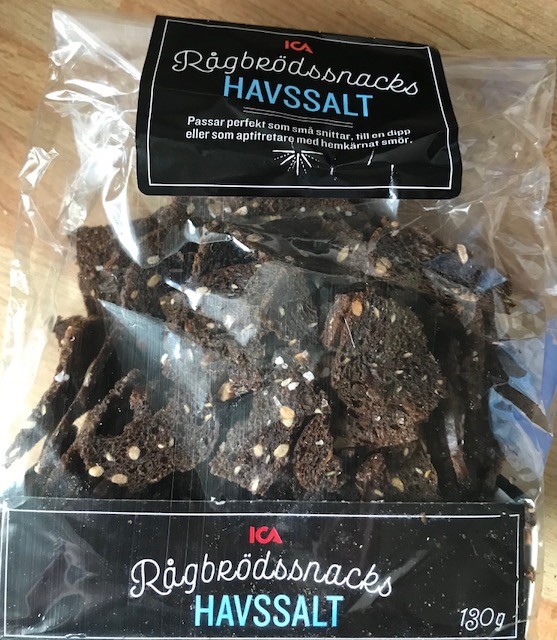 ICA
Rågbrödssnacks
HAVSSALT
Passar perfekt som små snittar, till en dipp
eller som aptitretare med hemkärnat smör.
ICA
Rågbrödssnacks
HAVSSALT
130g